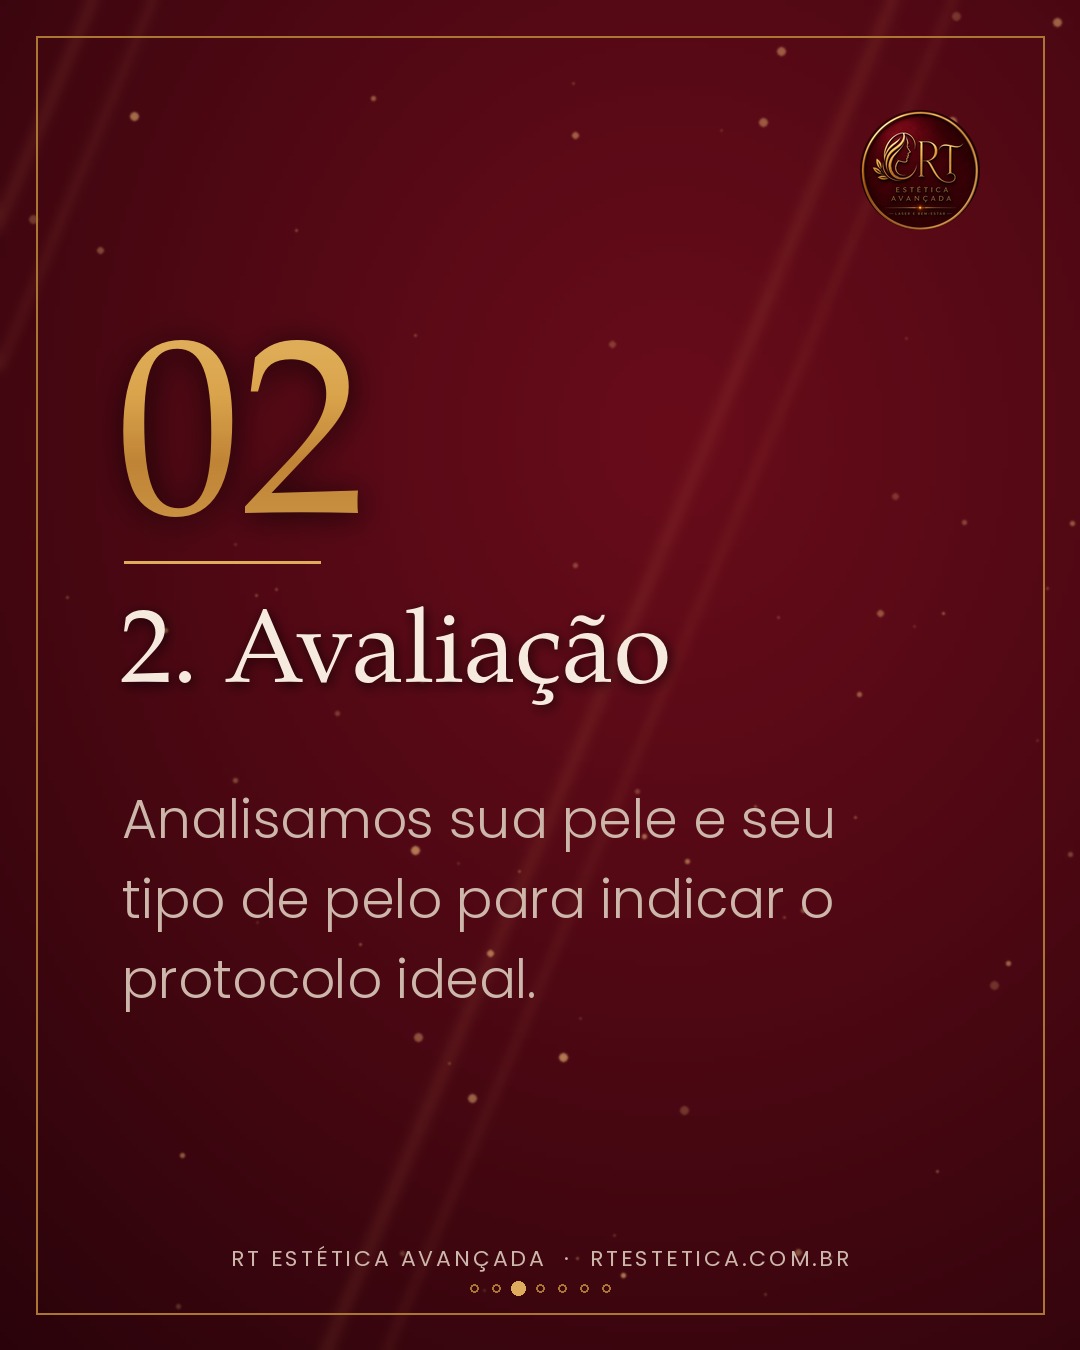 RT
ESTÉTICA
AVANÇADA
02
2. Avaliação
Analisamos sua pele e seu
tipo de pelo para indicar o
protocolo ideal.
RT ESTÉTICA AVANÇADA · RTESTETICA.COM.BR